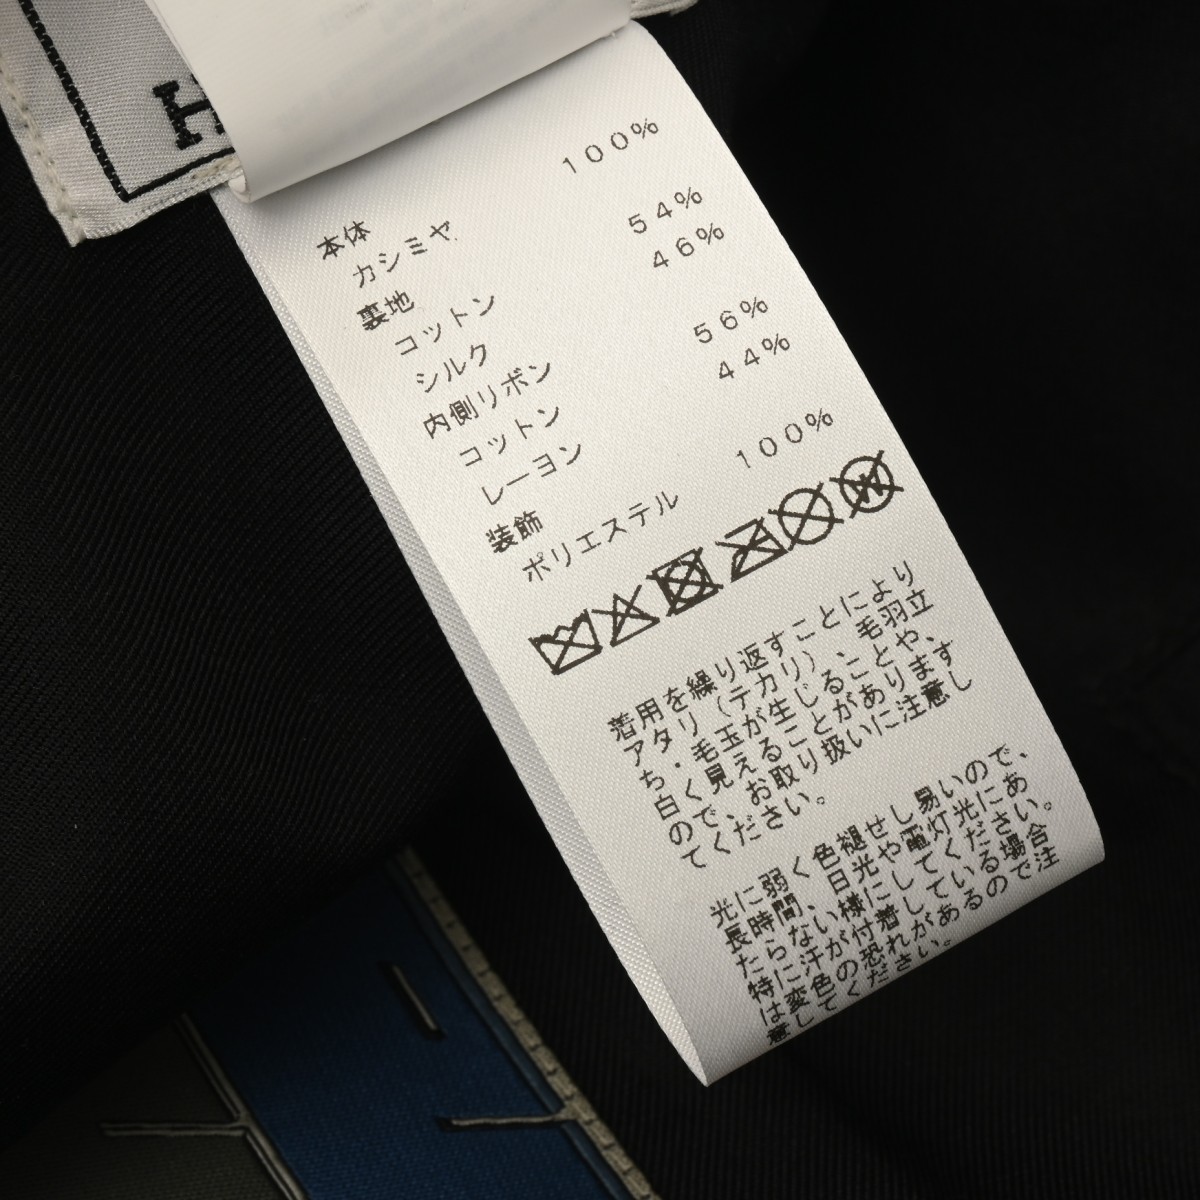 H
本体
カシミヤ 100%
裏地
コットン 54%
シルク 46%
内側リボン
コットン 56%
レーヨン 44%
装飾
ポリエステル 100%
W
着用を繰り返すことにより
アタリ(テカリ)、毛羽立
ち・毛玉が生じることや、
白く見えることがあります
ので、お取り扱いに注意し
てください。
光に弱く色褪せし易いので、
長時間、日光や電灯光にあ
たらない様にしてください。
特に汗が付着している場合
は変色の恐れがあるので注
意してください。